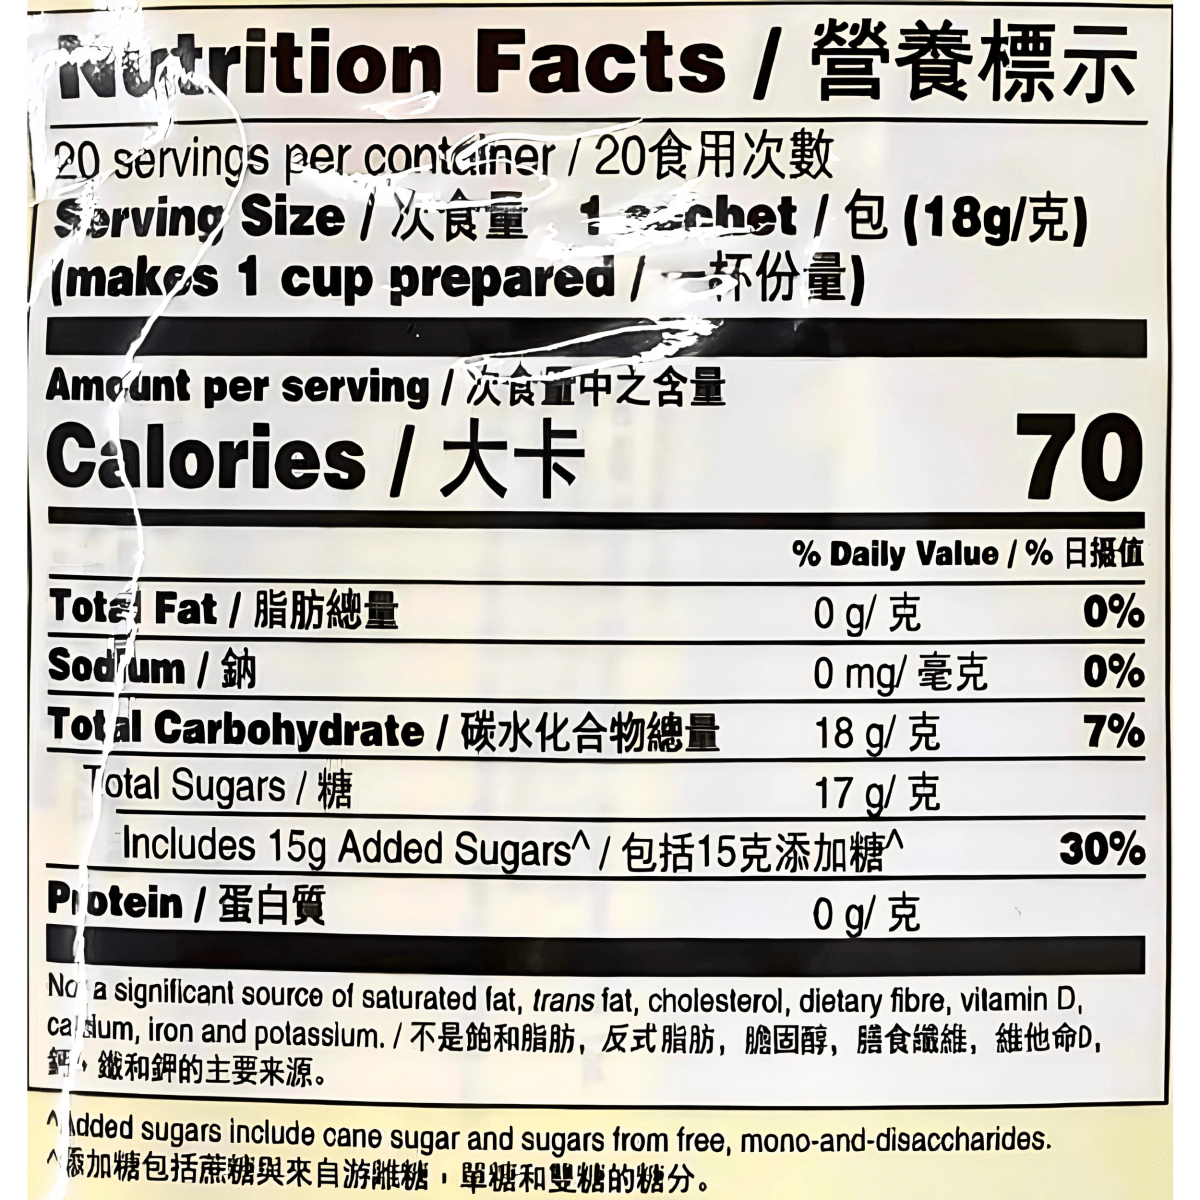 Nutrition Facts / 營養標示
20 servings per container / 20食用次數
Serving Size / 次食量 1 sachet / 包 (18g/克)
(makes 1 cup prepared / 一杯份量)
Amount per serving / 次食量中之含量
Calories / 大卡 70
% Daily Value / % 日摄值
Total Fat / 脂肪總量 0 g/ 克 0%
Sodium / 鈉 0 mg/ 毫克 0%
Total Carbohydrate / 碳水化合物總量 18 g/ 克 7%
Total Sugars / 糖 17 g/ 克
Includes 15g Added Sugars^ / 包括15克添加糖^ 30%
Protein / 蛋白質 0 g/ 克
Not a significant source of saturated fat, trans fat, cholesterol, dietary fibre, vitamin D,
calcium, iron and potassium. / 不是飽和脂肪，反式脂肪，膽固醇，膳食纖維，維他命D,
鈣，鐵和鉀的主要来源。
^Added sugars include cane sugar and sugars from free, mono-and-disaccharides.
^添加糖包括蔗糖與來自游離糖，單糖和雙糖的糖分。